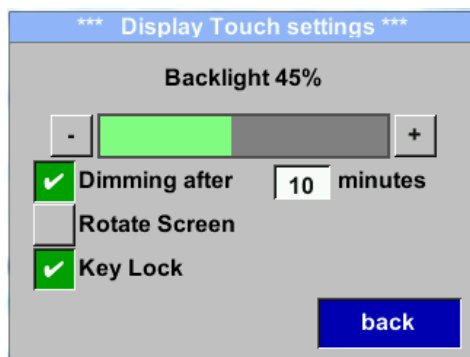 *** Display Touch settings ***
Backlight 45%
- +
Dimming after 10 minutes
Rotate Screen
Key Lock
back